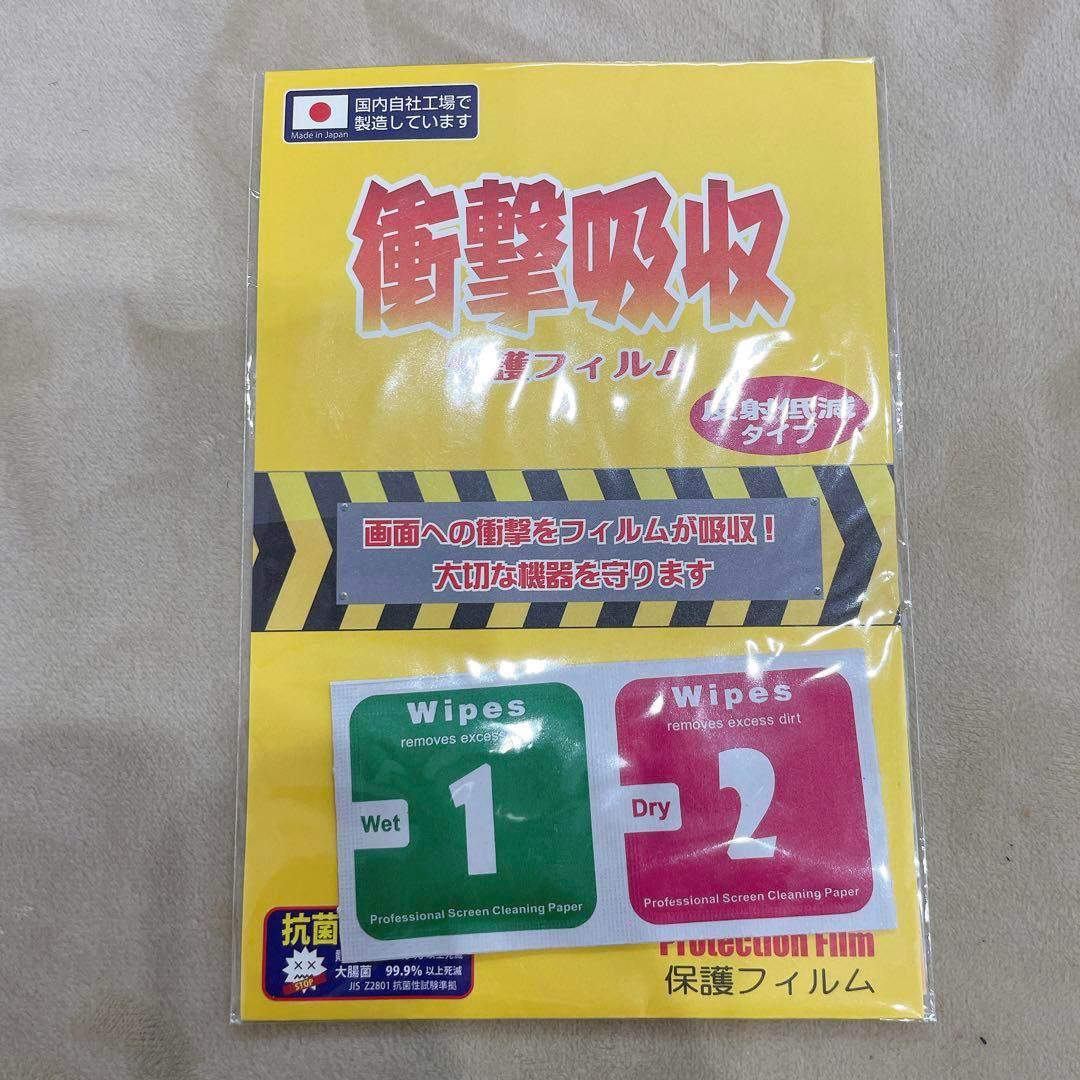 国内自社工場で
製造しています
Made in Japan
衝撃吸収
保護フィルム
反射低減
タイプ
画面への衝撃をフィルムが吸収！
大切な機器を守ります
Wipes
removes excess
1
Wet
Professional Screen Cleaning Paper
Wipes
removes excess dirt
2
Dry
Professional Screen Cleaning Paper
抗菌
大腸菌 99.9% 以上死滅
JIS Z2801 抗菌性試験準拠
STOP
Protection Film
保護フィルム